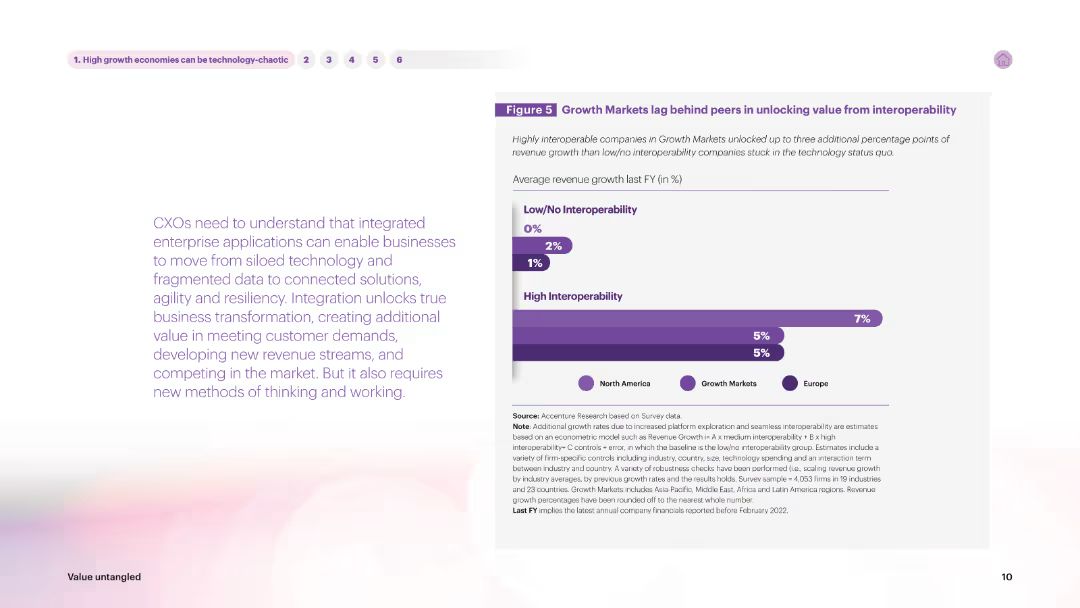 1. High growth economies can be technology-chaotic 2 3 4 5 6
CXOs need to understand that integrated
enterprise applications can enable businesses
to move from siloed technology and
fragmented data to connected solutions,
agility and resiliency. Integration unlocks true
business transformation, creating additional
value in meeting customer demands,
developing new revenue streams, and
competing in the market. But it also requires
new methods of thinking and working.
Figure 5 Growth Markets lag behind peers in unlocking value from interoperability
Highly interoperable companies in Growth Markets unlocked up to three additional percentage points of
revenue growth than low/no interoperability companies stuck in the technology status quo.
Average revenue growth last FY (in %)
Low/No Interoperability
0%
2%
1%
High Interoperability
7%
5%
5%
North America Growth Markets Europe
Source: Accenture Research based on Survey data.
Note: Additional growth rates due to increased platform exploration and seamless interoperability are estimates
based on an econometric model such as Revenue Growth i= A x medium interoperability + B x high
interoperability+ C controls + error, in which the baseline is the low/no interoperability group. Estimates include a
variety of firm-specific controls including industry, country, size, technology spending and an interaction term
between industry and country. A variety of robustness checks have been performed (i.e., scaling revenue growth
by industry averages, by previous growth rates and the results holds. Survey sample = 4,053 firms in 19 industries
and 23 countries. Growth Markets includes Asia-Pacific, Middle East, Africa and Latin America regions. Revenue
growth percentages have been rounded off to the nearest whole number.
Last FY implies the latest annual company financials reported before February 2022.
Value untangled
10